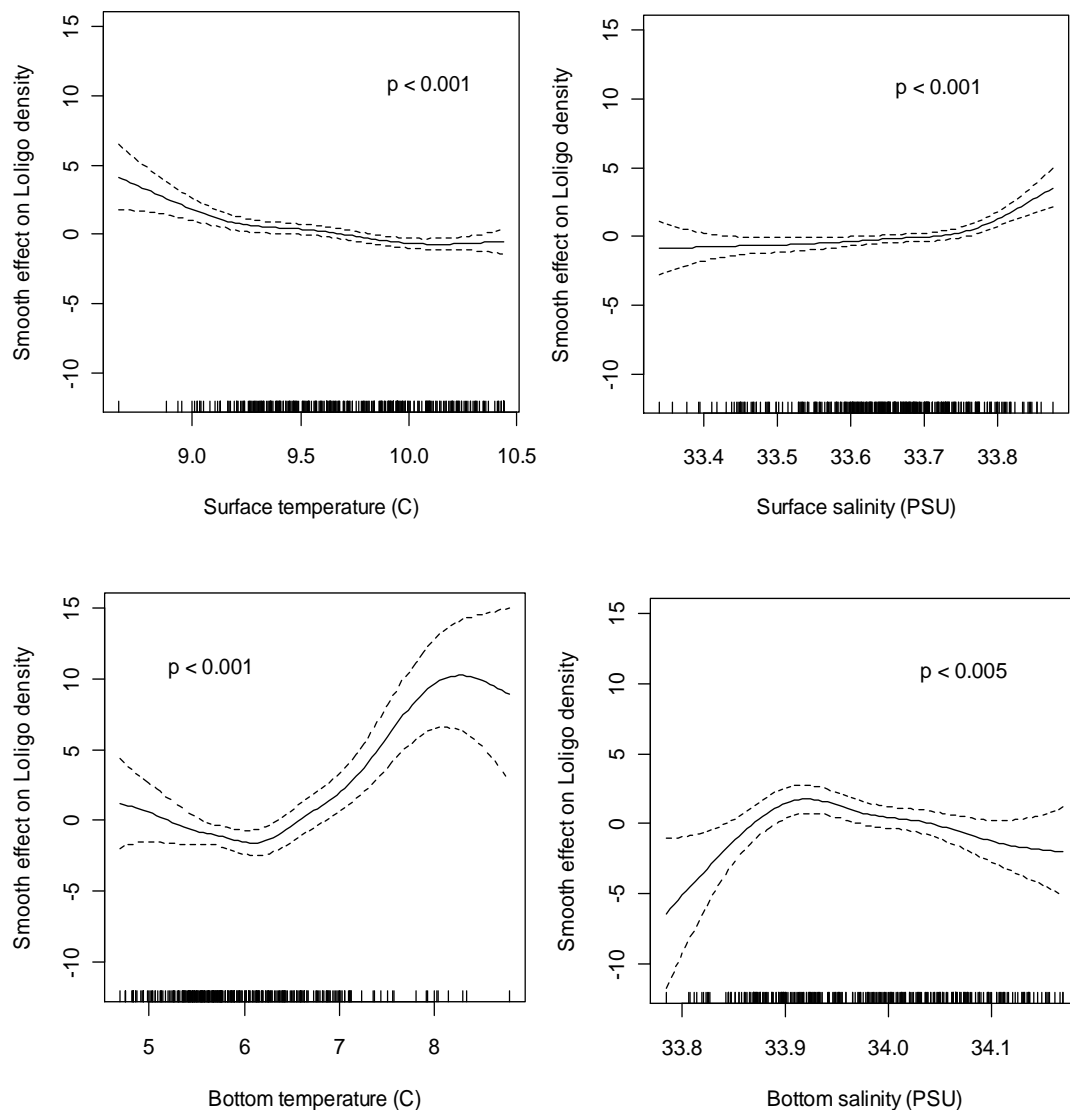 Smooth effect on Loligo density
15
10
5
0
-5
-10
p < 0.001
9.0 9.5 10.0 10.5
Surface temperature (C)
Smooth effect on Loligo density
15
10
5
0
-5
-10
p < 0.001
33.4 33.5 33.6 33.7 33.8
Surface salinity (PSU)
Smooth effect on Loligo density
15
10
5
0
-5
-10
p < 0.001
5 6 7 8
Bottom temperature (C)
Smooth effect on Loligo density
15
10
5
0
-5
-10
p < 0.005
33.8 33.9 34.0 34.1
Bottom salinity (PSU)